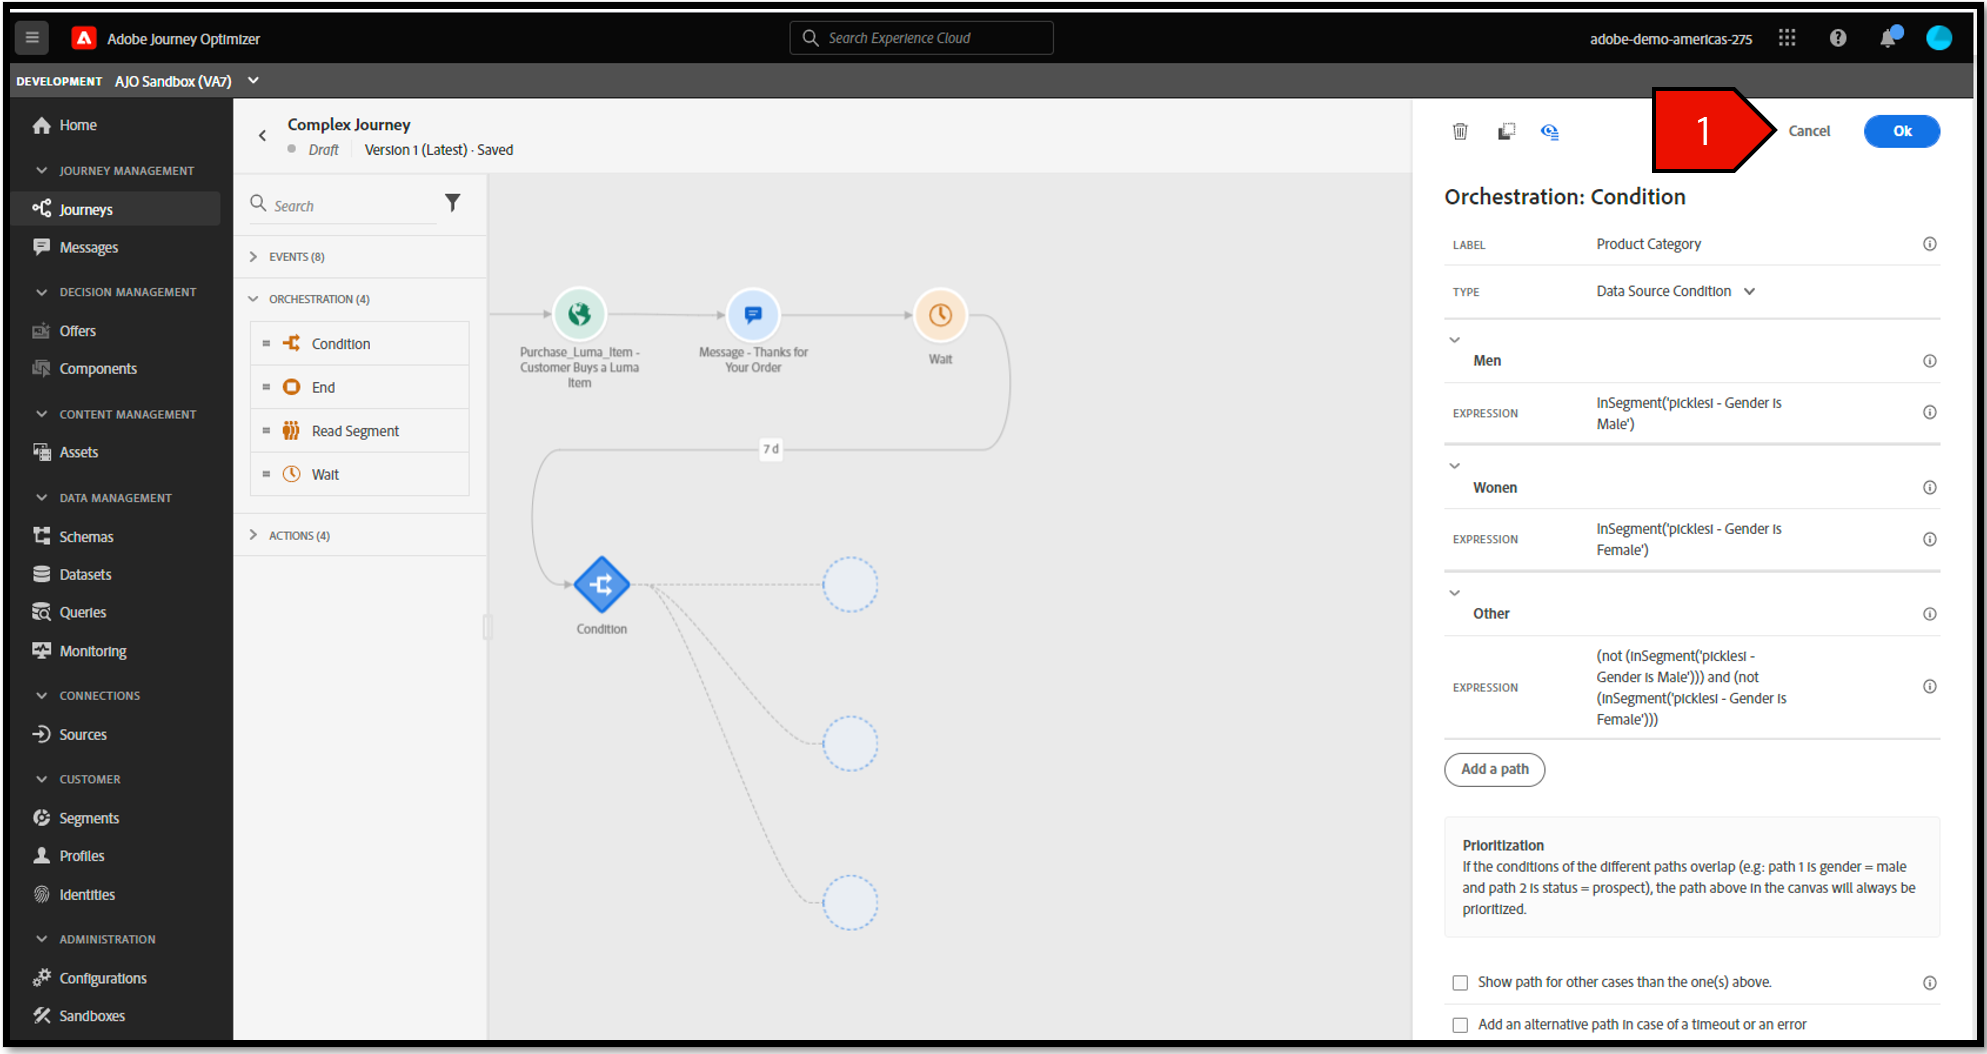 Adobe Journey Optimizer
Search Experience Cloud
adobe-demo-americas-275
DEVELOPMENT AJO Sandbox (VA7)
Home
JOURNEY MANAGEMENT
Journeys
Messages
DECISION MANAGEMENT
Offers
Components
CONTENT MANAGEMENT
Assets
DATA MANAGEMENT
Schemas
Datasets
Queries
Monitoring
CONNECTIONS
Sources
CUSTOMER
Segments
Profiles
Identities
ADMINISTRATION
Configurations
Sandboxes
Complex Journey
Draft Version 1 (Latest) · Saved
Search
EVENTS (8)
ORCHESTRATION (4)
Condition
End
Read Segment
Wait
ACTIONS (4)
Purchase_Luma_Item -
Customer Buys a Luma
Item
Message - Thanks for
Your Order
Wait
7 d
Condition
1
Cancel
Ok
Orchestration: Condition
LABEL Product Category
TYPE Data Source Condition
Men
EXPRESSION
InSegment('picklesi - Gender is
Male')
Wonen
EXPRESSION
InSegment('picklesi - Gender is
Female')
Other
EXPRESSION
(not (inSegment('picklesi -
Gender is Male'))) and (not
(inSegment('picklesi - Gender is
Female')))
Add a path
Prioritization
If the conditions of the different paths overlap (e.g: path 1 is gender = male
and path 2 is status = prospect), the path above in the canvas will always be
prioritized.
Show path for other cases than the one(s) above.
Add an alternative path in case of a timeout or an error